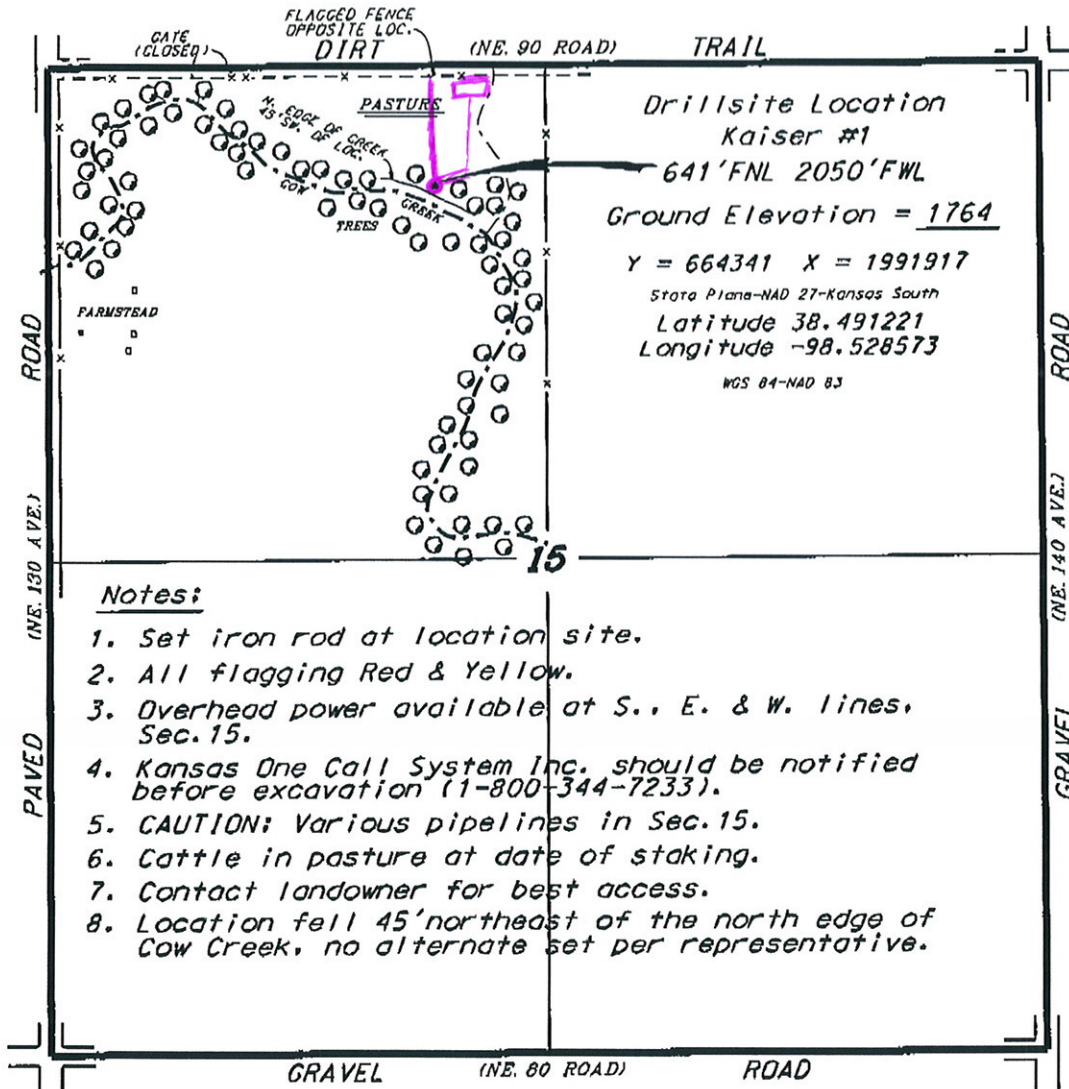 FLAGGED FENCE
OPPOSITE LOC.
GATE
(CLOSED)
DIRT (NE. 90 ROAD) TRAIL
PASTURE
N. EDGE OF CREEK
45' SW. OF LOC.
COW
CREEK
TREES
FARMSTEAD
Drillsite Location
Kaiser #1
641'FNL 2050'FWL
Ground Elevation = 1764
Y = 664341 X = 1991917
State Plane-NAD 27-Kansas South
Latitude 38.491221
Longitude -98.528573
WGS 84-NAD 83
PAVED (NE. 130 AVE.) ROAD
GRAVEL (NE. 140 AVE.) ROAD
15
Notes:
1. Set iron rod at location site.
2. All flagging Red & Yellow.
3. Overhead power available at S., E. & W. lines,
Sec. 15.
4. Kansas One Call System Inc. should be notified
before excavation (1-800-344-7233).
5. CAUTION: Various pipelines in Sec. 15.
6. Cattle in pasture at date of staking.
7. Contact landowner for best access.
8. Location fell 45'northeast of the north edge of
Cow Creek, no alternate set per representative.
GRAVEL (NE. 80 ROAD) ROAD